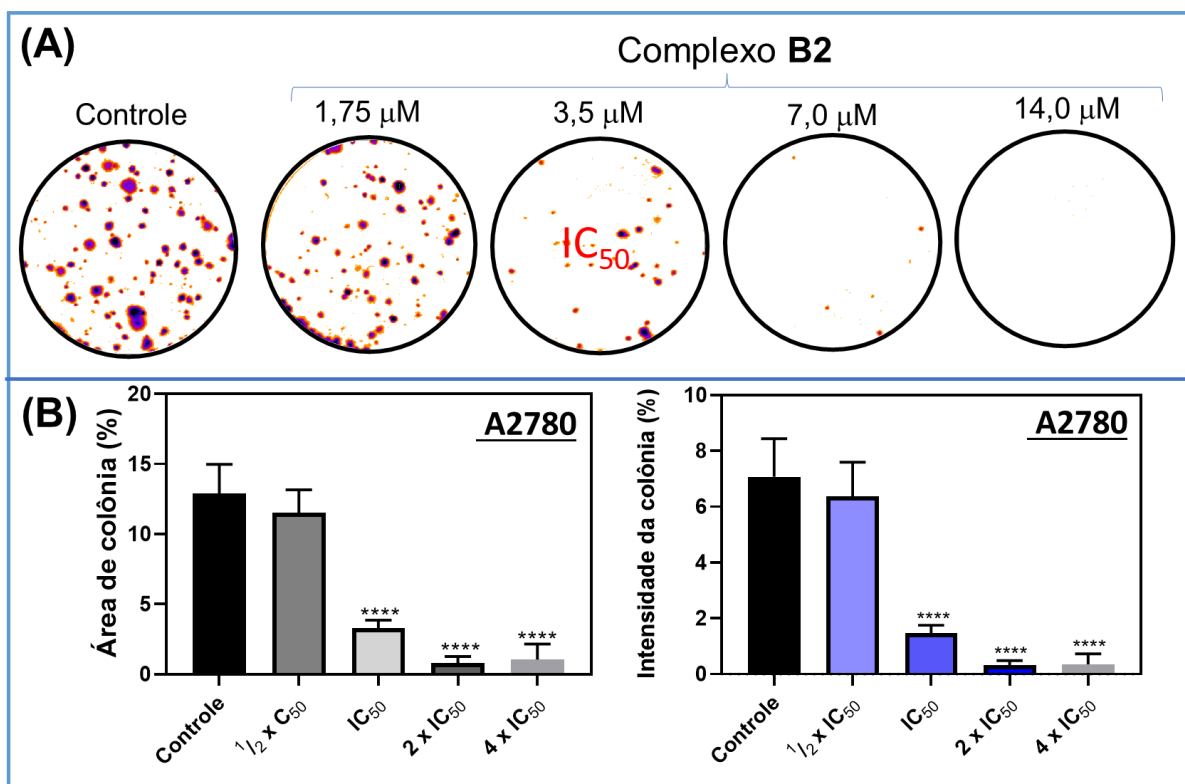 (A)
Complexo B2
Controle
1,75 μM
3,5 μM
7,0 μM
14,0 μM
IC50
(B)
Área de colônia (%)
20
15
10
5
0
A2780
****
****
****
Controle
1/2 x C50
IC50
2 x IC50
4 x IC50
Intensidade da colônia (%)
10
8
6
4
2
0
A2780
****
****
****
Controle
1/2 x IC50
IC50
2 x IC50
4 x IC50